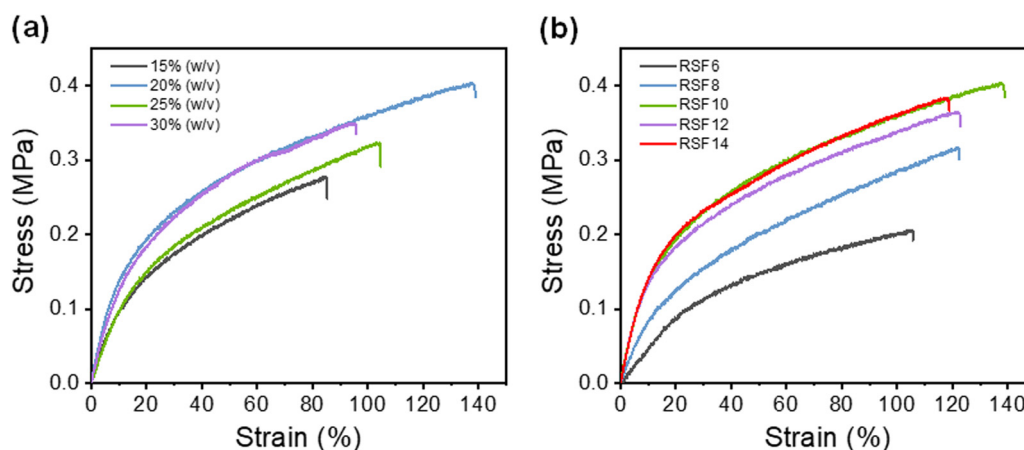 (a)
15% (w/v)
20% (w/v)
25% (w/v)
30% (w/v)
0.4
0.3
0.2
0.1
0.0
Stress (MPa)
0 20 40 60 80 100 120 140
Strain (%)
(b)
RSF6
RSF8
RSF10
RSF12
RSF14
0.4
0.3
0.2
0.1
0.0
Stress (MPa)
0 20 40 60 80 100 120 140
Strain (%)